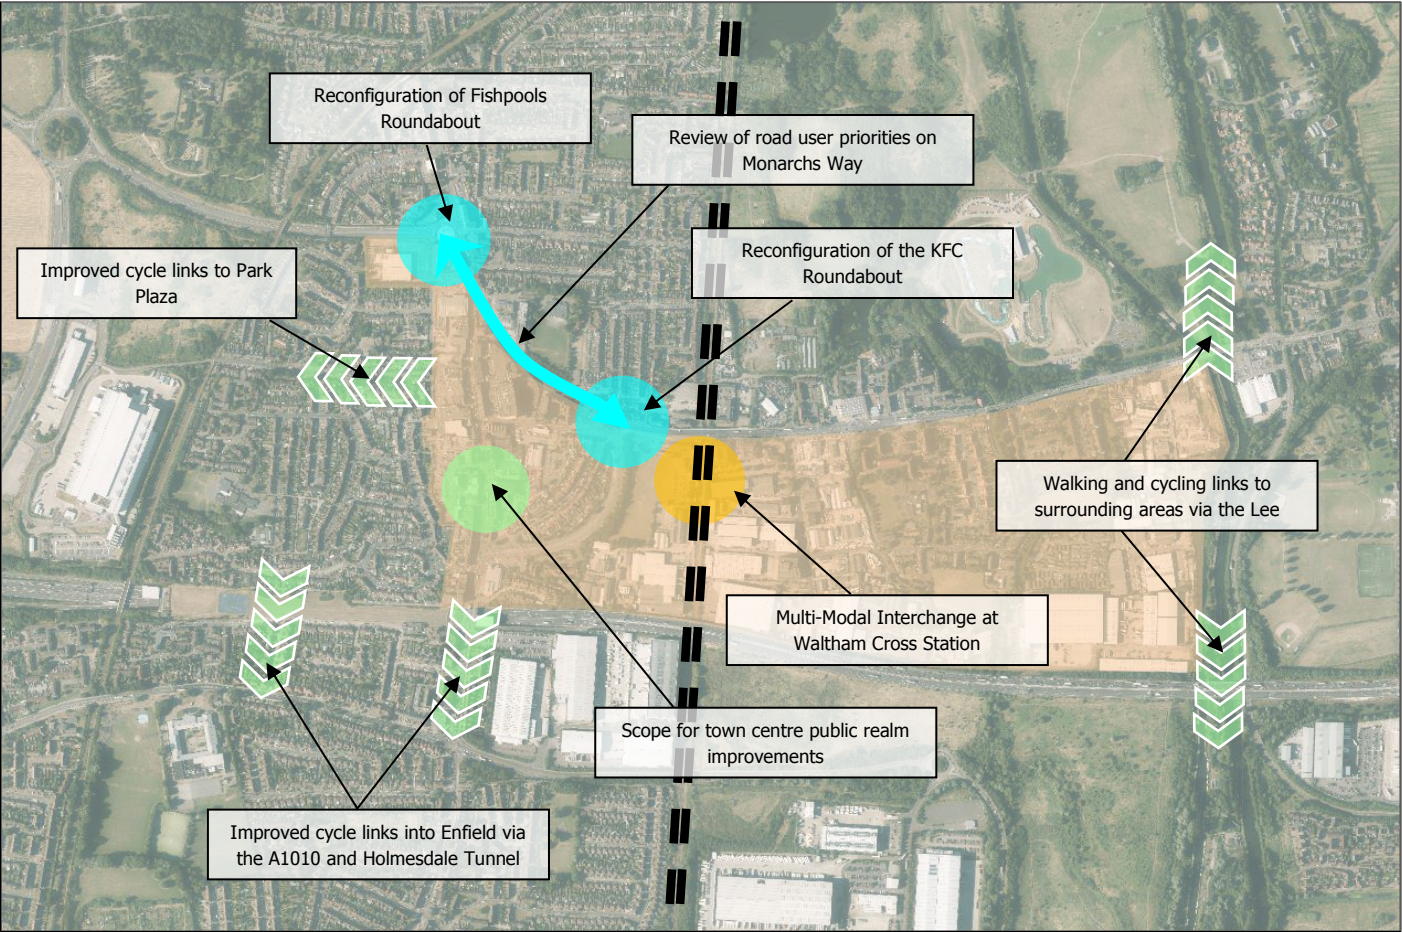 Reconfiguration of Fishpools
Roundabout
Review of road user priorities on
Monarchs Way
Improved cycle links to Park
Plaza
Reconfiguration of the KFC
Roundabout
Walking and cycling links to
surrounding areas via the Lee
Multi-Modal Interchange at
Waltham Cross Station
Scope for town centre public realm
improvements
Improved cycle links into Enfield via
the A1010 and Holmesdale Tunnel